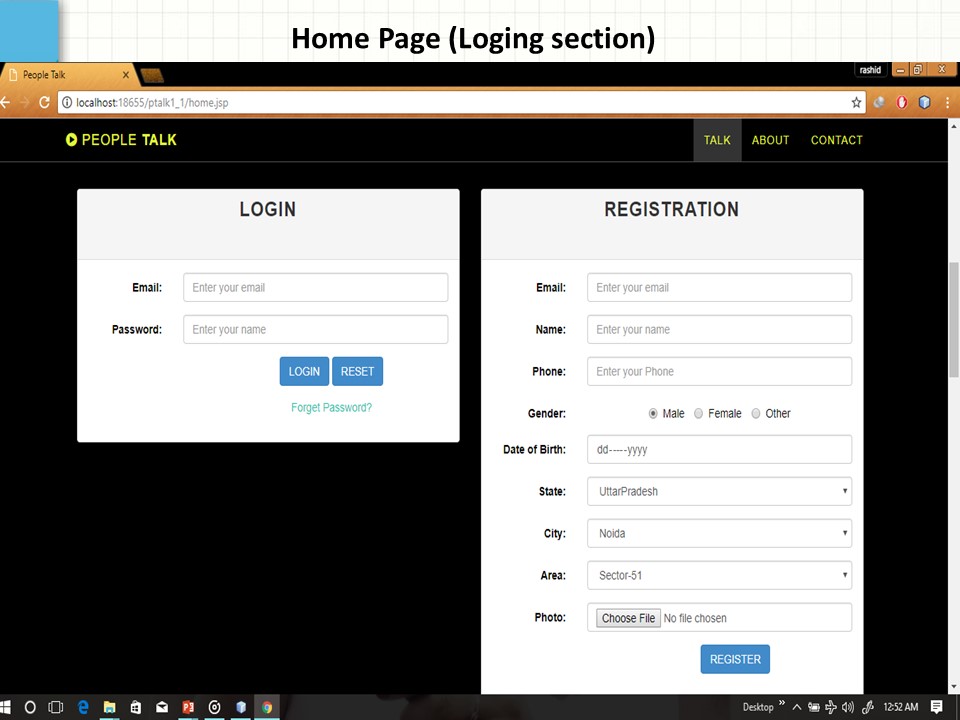 Home Page (Loging section)
People Talk
rashid
localhost:18655/ptalk1_1/home.jsp
PEOPLE TALK
TALK ABOUT CONTACT
LOGIN
Email: Enter your email
Password: Enter your name
LOGIN RESET
Forget Password?
REGISTRATION
Email: Enter your email
Name: Enter your name
Phone: Enter your Phone
Gender: Male Female Other
Date of Birth: dd-----yyyy
State: UttarPradesh
City: Noida
Area: Sector-51
Photo: Choose File No file chosen
REGISTER
Desktop 12:52 AM